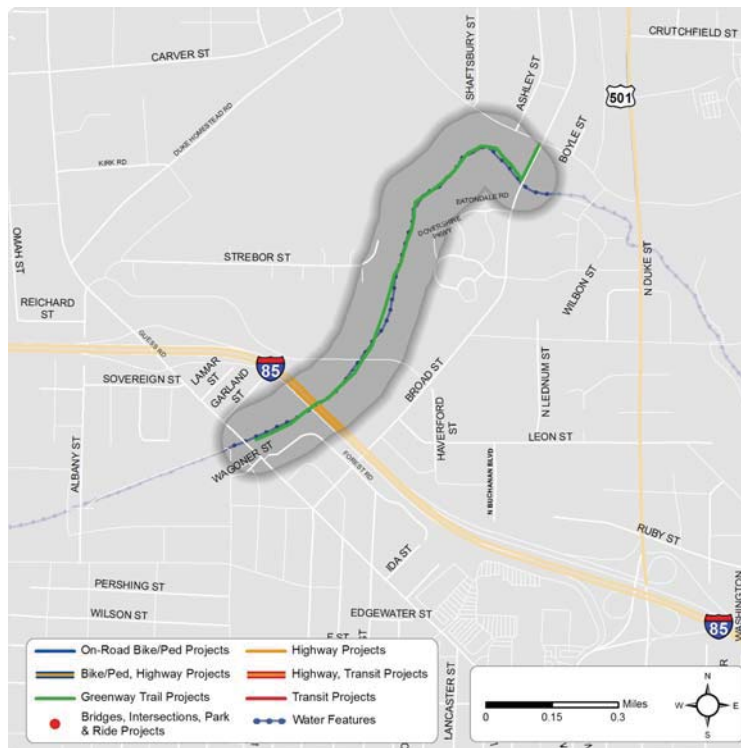 SHAFTSBURY ST
CRUTCHFIELD ST
CARVER ST
ASHLEY ST
501
DUKE HOMESTEAD RD
BOYLE ST
KIRK RD
EATONDALE RD
DOVERSHIRE
PKWY
OMAH ST
STREBOR ST
N DUKE ST
WILBON ST
REICHARD
ST
GUESS RD
85
LAMAR
ST
SOVEREIGN ST
GARLAND
ST
BROAD ST
N LEDNUM ST
HAVERFORD
ST
LEON ST
ALBANY ST
WAGONER ST
FOREST RD
N BUCHANAN BLVD
RUBY ST
IDA ST
PERSHING ST
WILSON ST
EDGEWATER ST
WASHINGTON
85
E ST
LANCASTER ST
R
On-Road Bike/Ped Projects
Highway Projects
Bike/Ped, Highway Projects
Highway, Transit Projects
Greenway Trail Projects
Transit Projects
Bridges, Intersections, Park
& Ride Projects
Water Features
Miles
0 0.15 0.3
N
W E
S